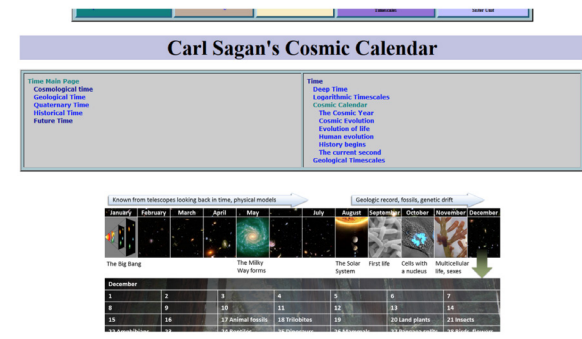 Carl Sagan's Cosmic Calendar
Time Main Page
Cosmological time
Geological Time
Quaternary Time
Historical Time
Future Time
Time
Deep Time
Logarithmic Timescales
Cosmic Calendar
The Cosmic Year
Cosmic Evolution
Evolution of life
Human evolution
History begins
The current second
Geological Timescales
Known from telescopes looking back in time, physical models
Geologic record, fossils, genetic drift
January February March April May July August September October November December
The Big Bang
The Milky
Way forms
The Solar
System
First life
Cells with
a nucleus
Multicellular
life, sexes
December
1 2 3 4 5 6 7
8 9 10 11 12 13 14
15 16 17 Animal fossils 18 Trilobites 19 20 Land plants 21 Insects